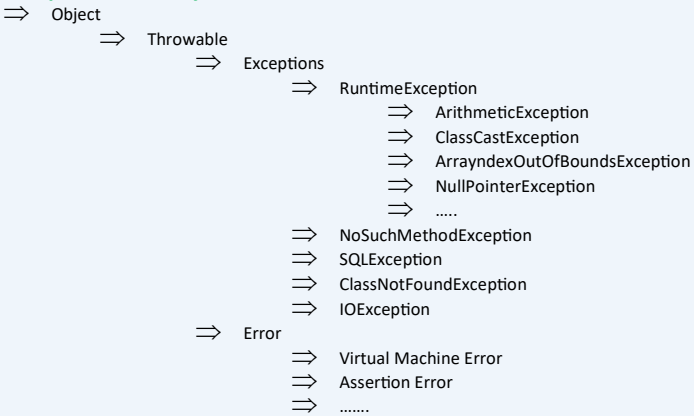 ⇒ Object
⇒ Throwable
⇒ Exceptions
⇒ RuntimeException
⇒ ArithmeticException
⇒ ClassCastException
⇒ ArrayndexOutOfBoundsException
⇒ NullPointerException
⇒ .....
⇒ NoSuchMethodException
⇒ SQLException
⇒ ClassNotFoundException
⇒ IOException
⇒ Error
⇒ Virtual Machine Error
⇒ Assertion Error
⇒ .......